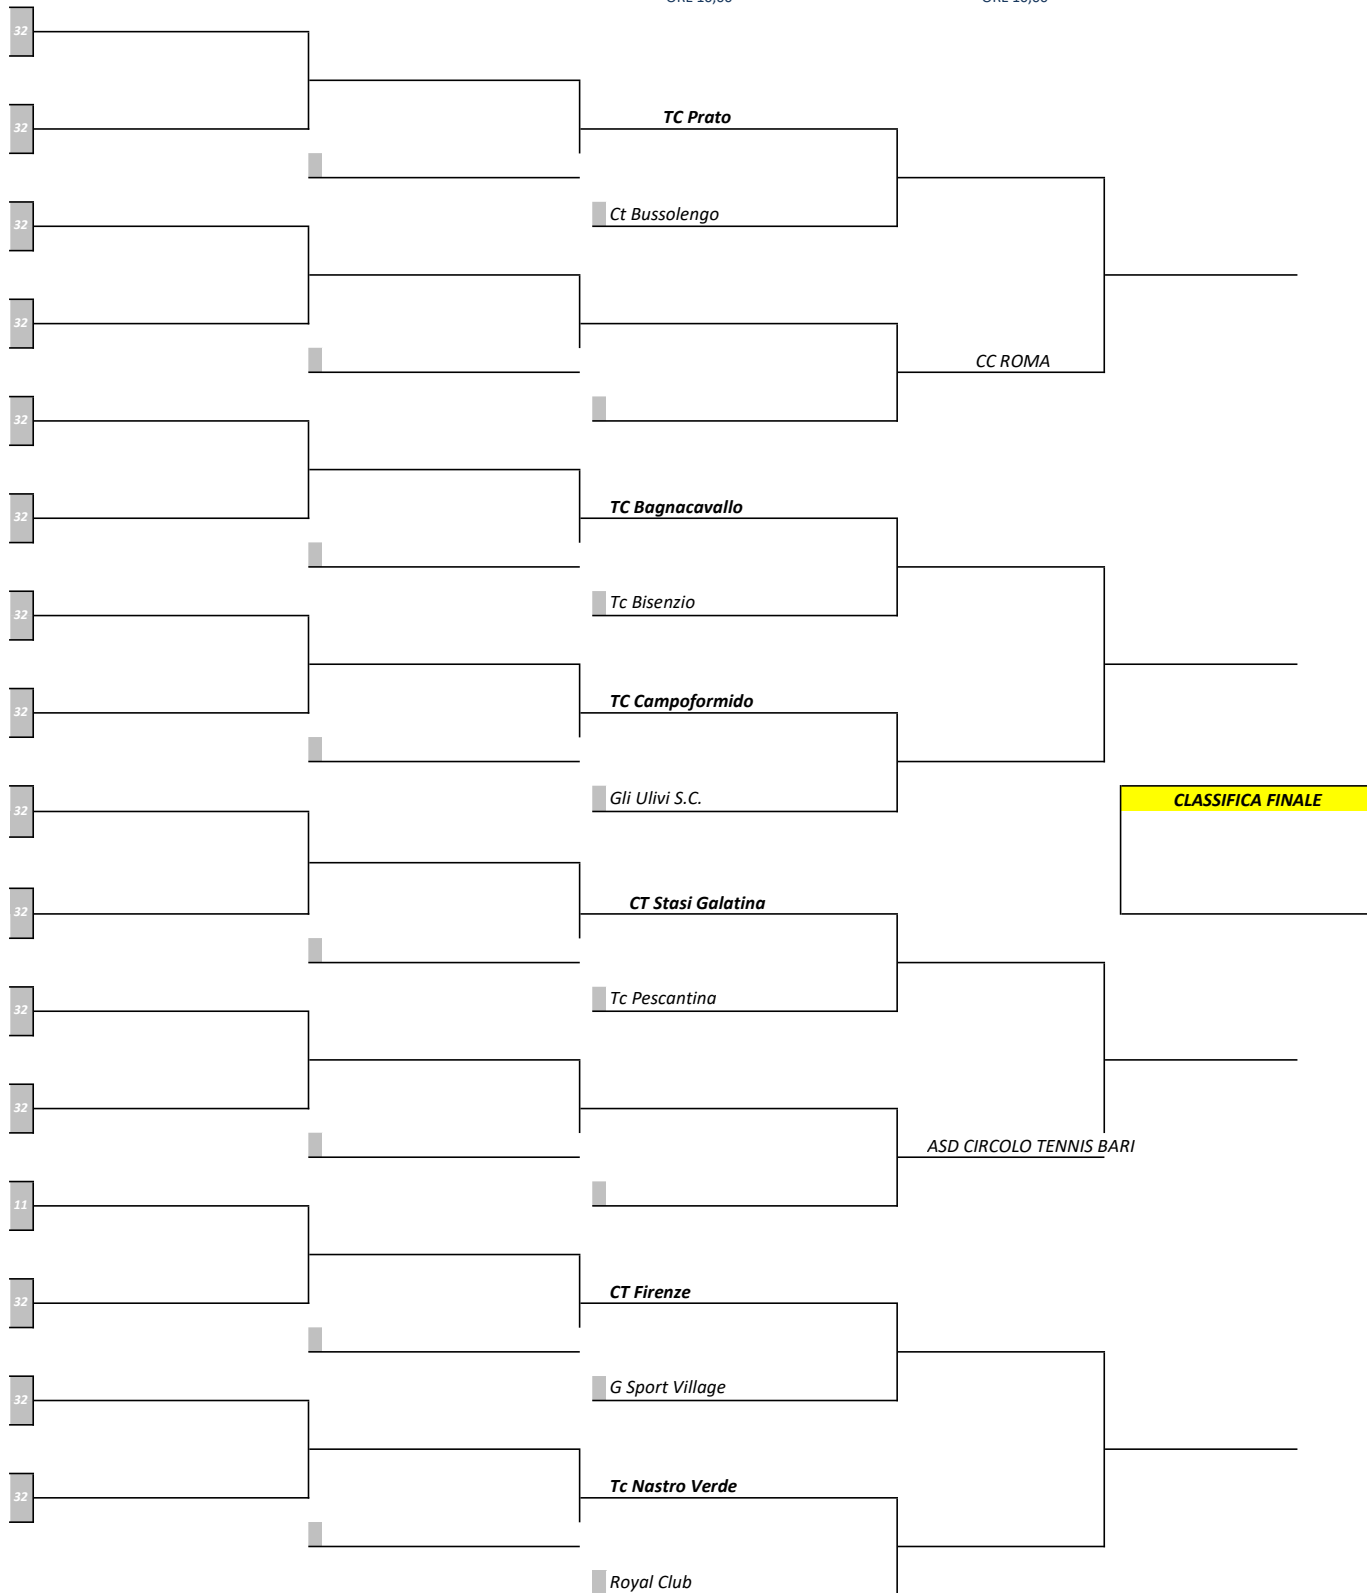 32
32
TC Prato
32
Ct Bussolengo
32
CC ROMA
32
32
TC Bagnacavallo
32
Tc Bisenzio
32
TC Campoformido
32
Gli Ulivi S.C.
CLASSIFICA FINALE
32
CT Stasi Galatina
32
Tc Pescantina
32
ASD CIRCOLO TENNIS BARI
11
32
CT Firenze
32
G Sport Village
32
Tc Nastro Verde
Royal Club